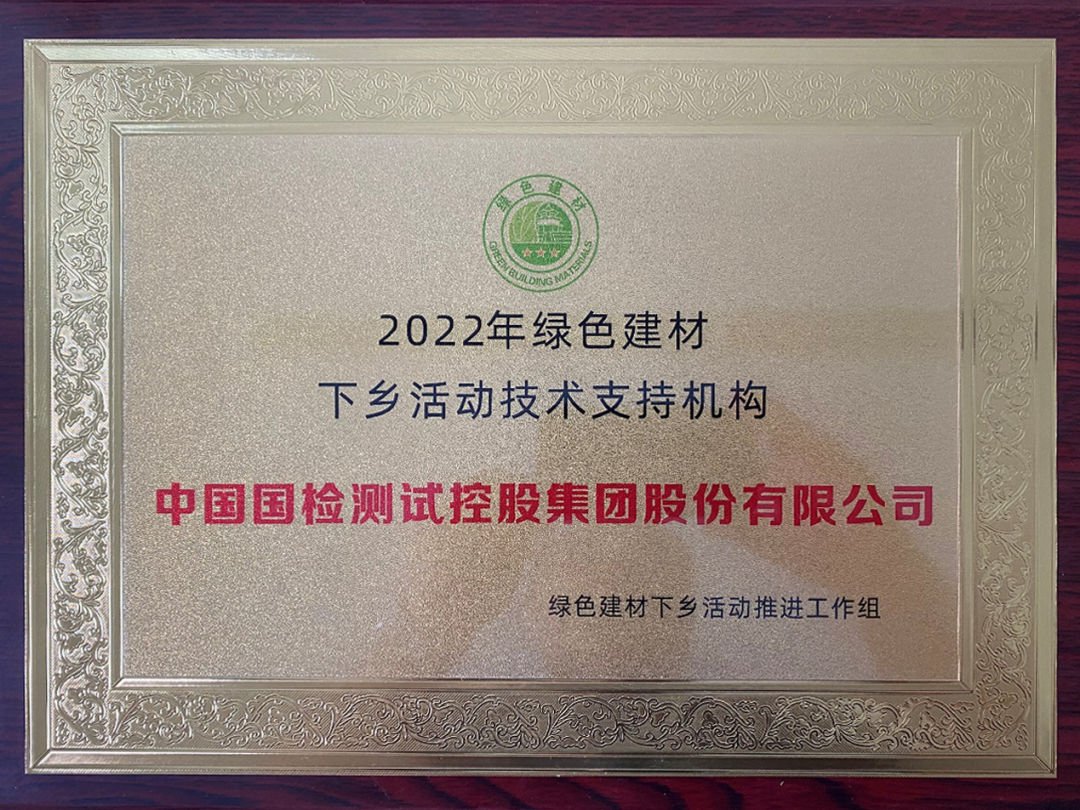 绿色建材
GREEN BUILDING MATERIALS
2022年绿色建材
下乡活动技术支持机构
中国国检测试控股集团股份有限公司
绿色建材下乡活动推进工作组